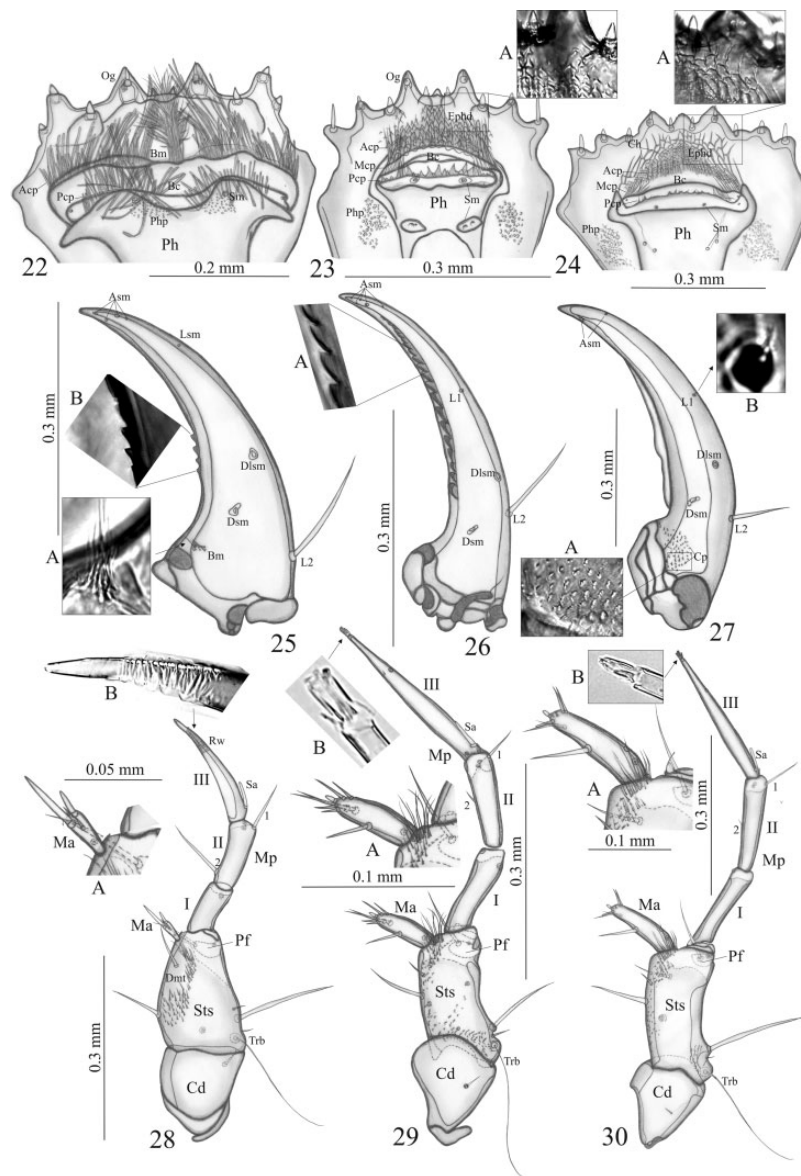 A
A
Og
Bm
Acp
Pcp
Bc
Sm
Php
Ph
22
0.2 mm
Og
Ephd
Acp
Bc
Mcp
Pcp
Php
Ph
Sm
23
0.3 mm
Ch
Ephd
Acp
Mcp
Bc
Pcp
Php
Sm
Ph
24
0.3 mm
Asm
Lsm
B
0.3 mm
Dlsm
Dsm
A
Bm
L2
25
Asm
A
L1
0.3 mm
Dlsm
L2
Dsm
26
Asm
B
L1
0.3 mm
Dlsm
Dsm
L2
A
Cp
27
B
Rw
0.05 mm
III
Sa
1
Ma
II
2
Mp
A
I
Ma
Pf
Dmt
Sts
0.3 mm
Trb
Cd
28
III
B
Sa
Mp
1
II
2
A
0.1 mm
0.3 mm
I
Ma
Pf
Sts
Trb
Cd
29
B
III
Sa
A
1
0.3 mm
II
2
0.1 mm
Mp
I
Ma
Pf
Sts
Trb
Cd
30